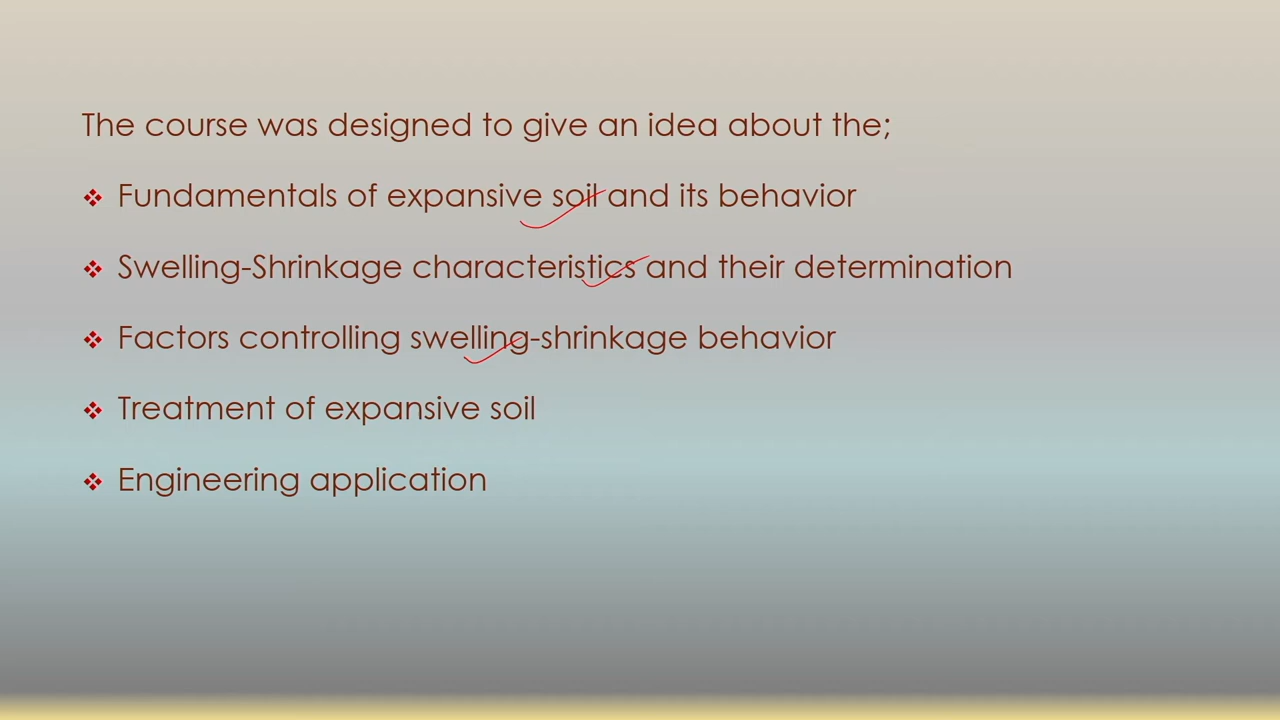 The course was designed to give an idea about the;
Fundamentals of expansive soil and its behavior
Swelling-Shrinkage characteristics and their determination
Factors controlling swelling-shrinkage behavior
Treatment of expansive soil
Engineering application